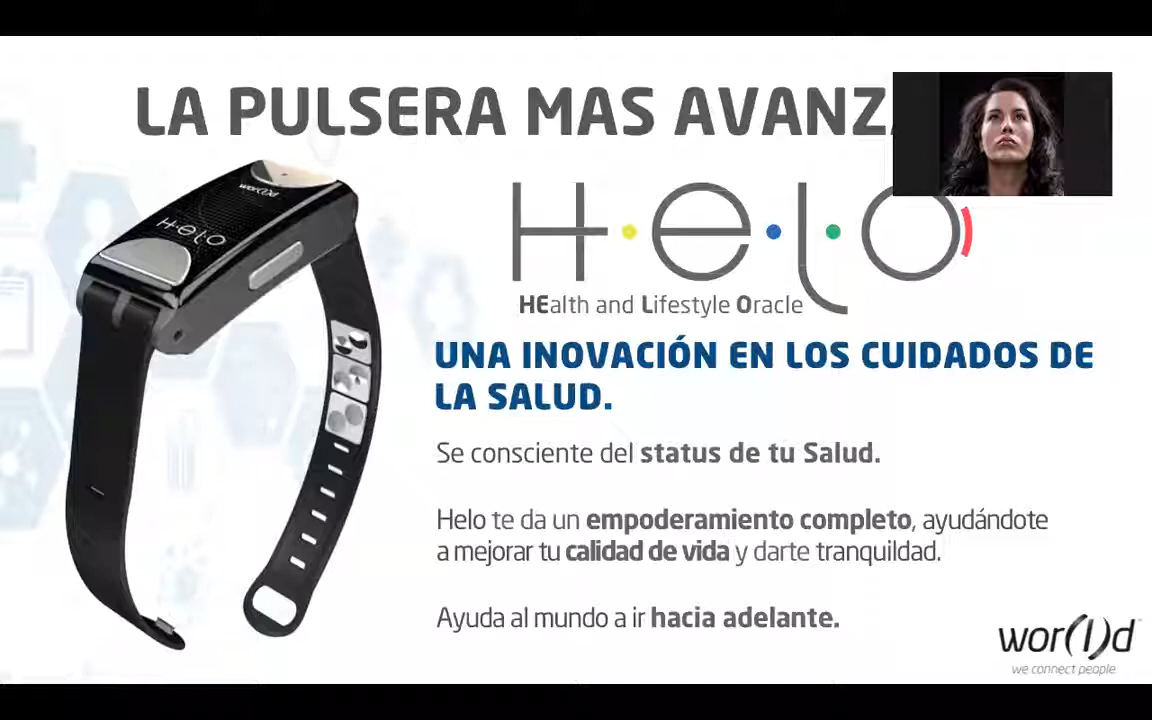 LA PULSERA MAS AVANZ
wor(l)d
H·e·l·o
H·e·l·o
HEalth and Lifestyle Oracle
UNA INOVACIÓN EN LOS CUIDADOS DE
LA SALUD.
Se consciente del status de tu Salud.
Helo te da un empoderamiento completo, ayudándote
a mejorar tu calidad de vida y darte tranquildad.
Ayuda al mundo a ir hacia adelante.
wor(l)d
we connect people